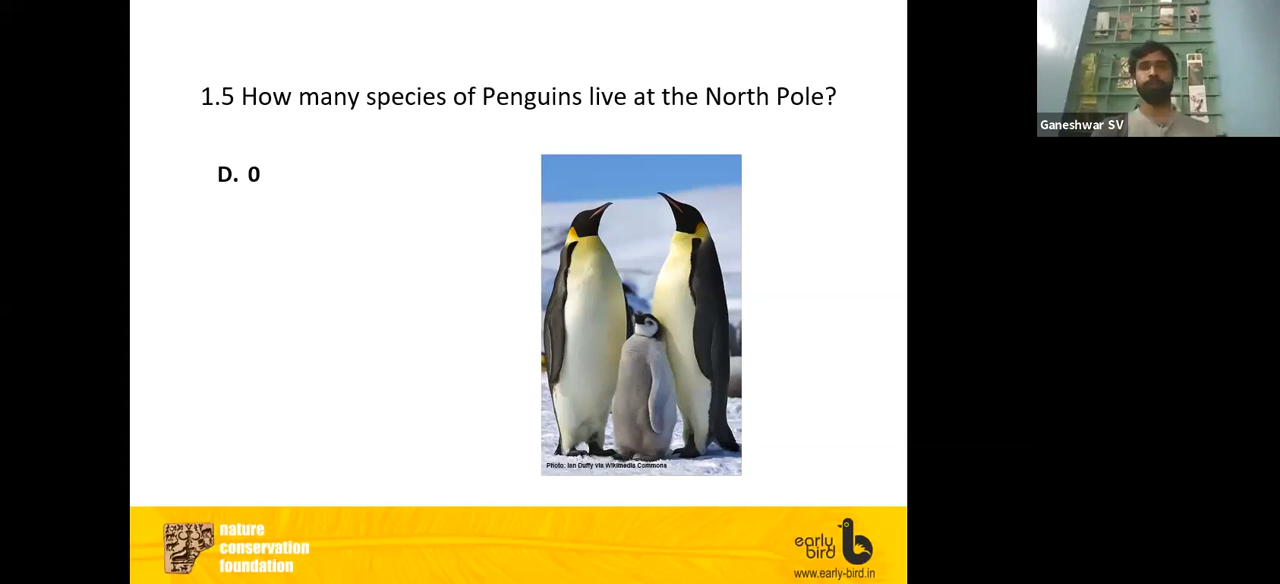 1.5 How many species of Penguins live at the North Pole?
D. 0
Photo: Ian Duffy via Wikimedia Commons
nature
conservation
foundation
early
bird
www.early-bird.in
Ganeshwar SV